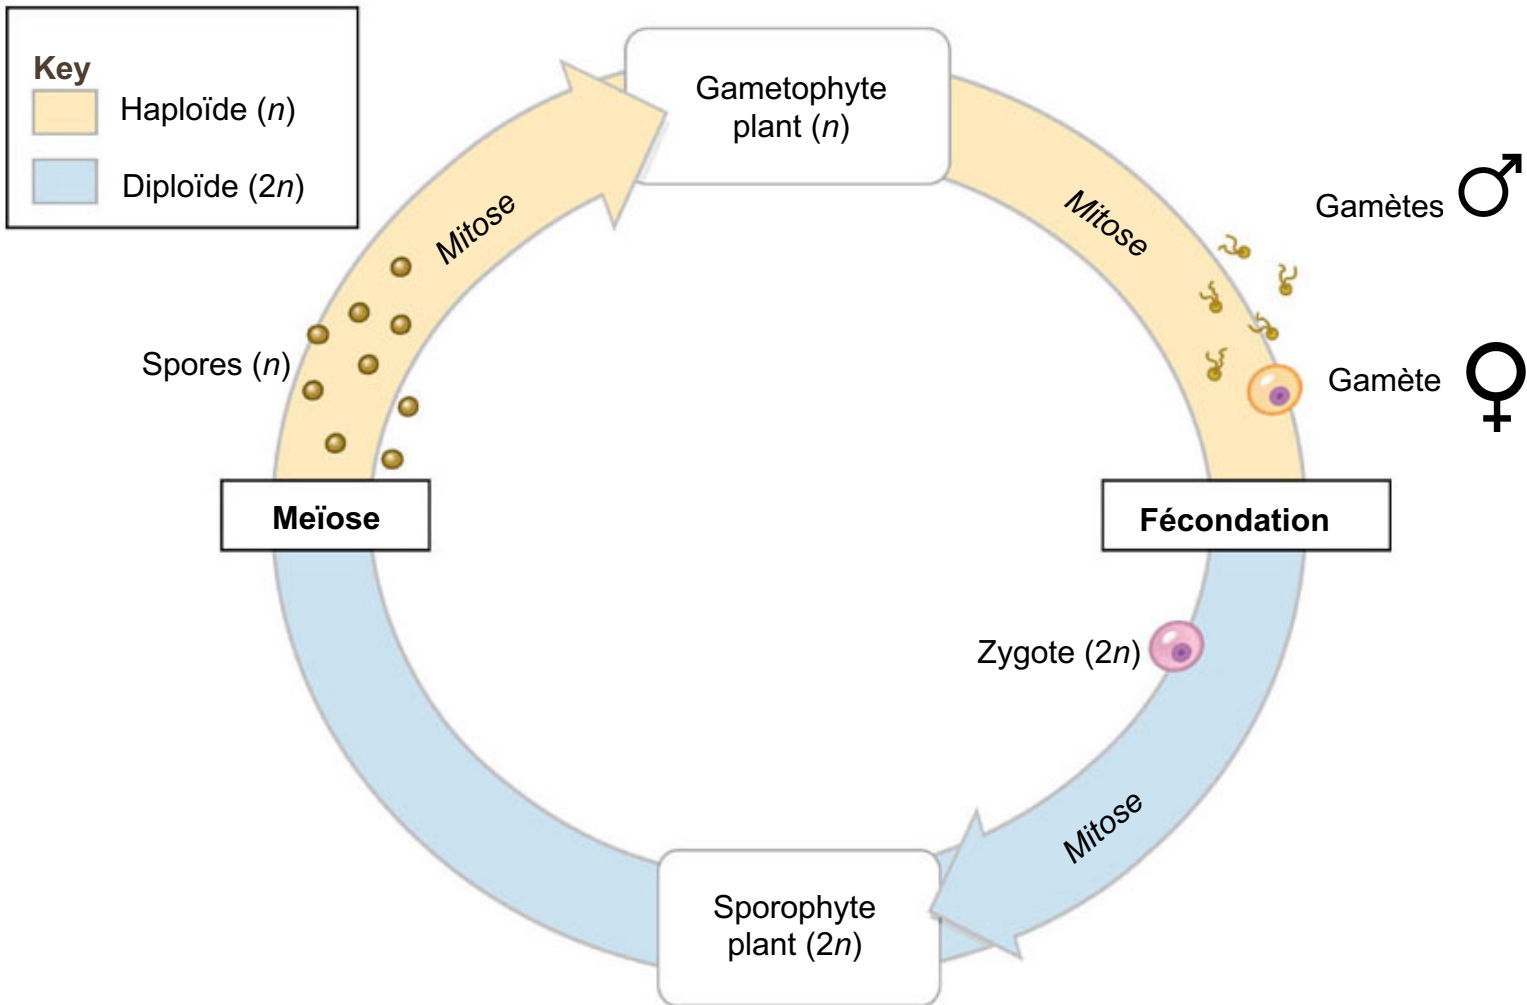 Key
Haploïde (n)
Diploïde (2n)
Gametophyte
plant (n)
Mitose
Mitose
Gamètes ♂
Spores (n)
Gamète ♀
Meïose
Fécondation
Zygote (2n)
Mitose
Sporophyte
plant (2n)